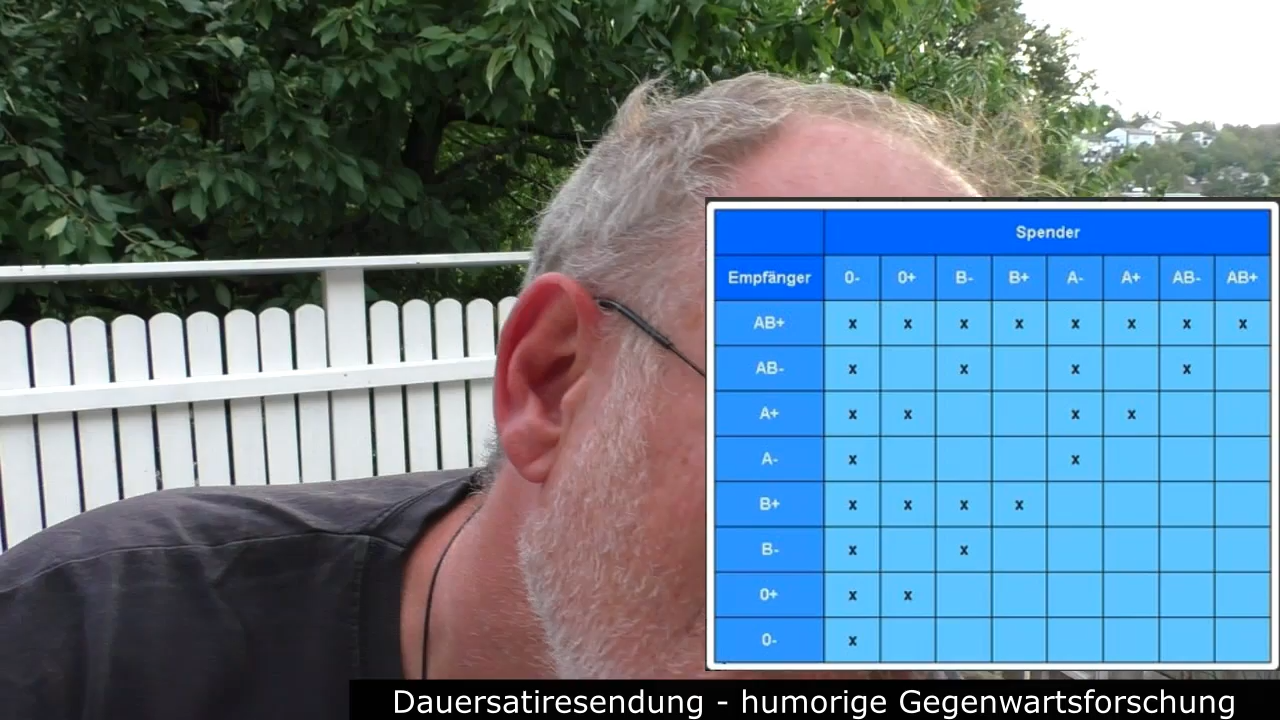 Spender
Empfänger 0- 0+ B- B+ A- A+ AB- AB+
AB+ x x x x x x x x
AB- x x x x
A+ x x x x
A- x x
B+ x x x x
B- x x
0+ x x
0- x
Dauersatiresendung - humorige Gegenwartsforschung